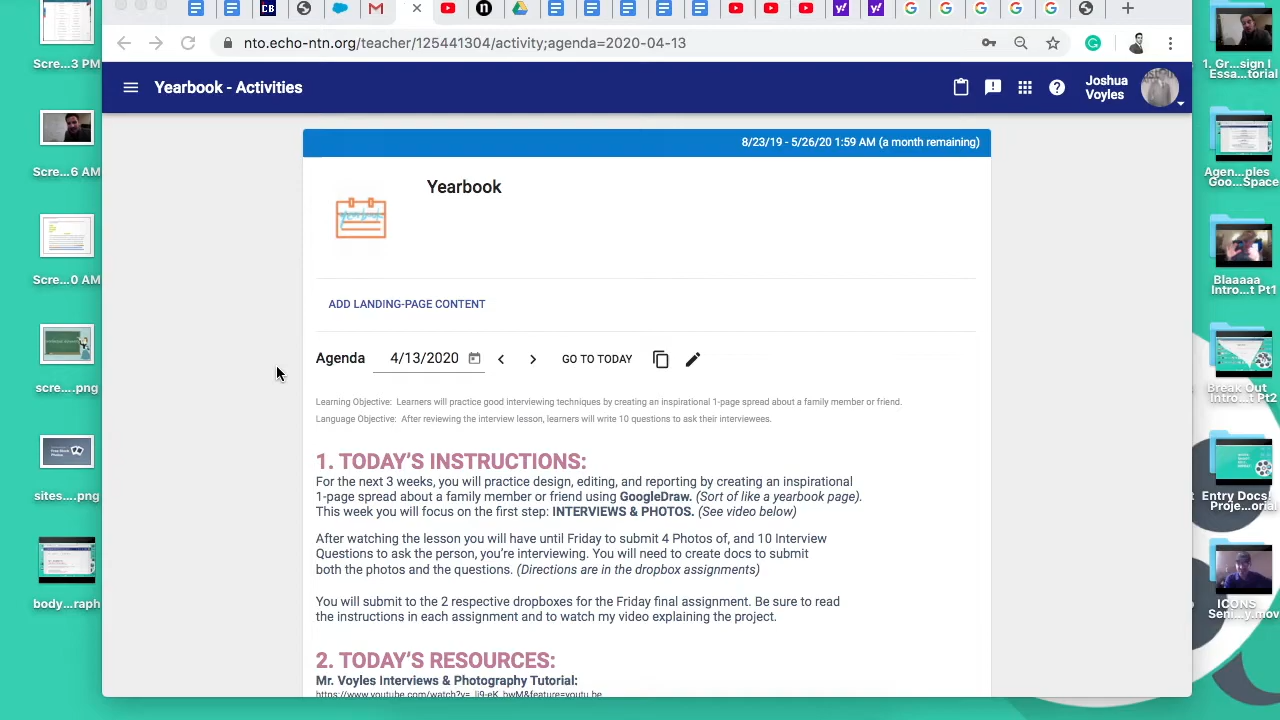 nto.echo-ntn.org/teacher/125441304/activity;agenda=2020-04-13
Yearbook - Activities
Joshua
Voyles
8/23/19 - 5/26/20 1:59 AM (a month remaining)
Yearbook
ADD LANDING-PAGE CONTENT
Agenda
4/13/2020
GO TO TODAY
Learning Objective: Learners will practice good interviewing techniques by creating an inspirational 1-page spread about a family member or friend.
Language Objective: After reviewing the interview lesson, learners will write 10 questions to ask their interviewees.
1. TODAY'S INSTRUCTIONS:
For the next 3 weeks, you will practice design, editing, and reporting by creating an inspirational
1-page spread about a family member or friend using GoogleDraw. (Sort of like a yearbook page).
This week you will focus on the first step: INTERVIEWS & PHOTOS. (See video below)
After watching the lesson you will have until Friday to submit 4 Photos of, and 10 Interview
Questions to ask the person, you're interviewing. You will need to create docs to submit
both the photos and the questions. (Directions are in the dropbox assignments)
You will submit to the 2 respective dropboxes for the Friday final assignment. Be sure to read
the instructions in each assignment and to watch my video explaining the project.
2. TODAY'S RESOURCES:
Mr. Voyles Interviews & Photography Tutorial:
Scre...3 PM
Scre...6 AM
Scre...0 AM
scre....png
sites....png
body...raph
1. Gr...sign I
Essa...torial
Agen...ples
Goo...Space
Blaaaaá
Intro...t Pt1
Break Out
Intro...t Pt2
Entry Docs!
Proje...orial
ICONS
Seni...y.mov